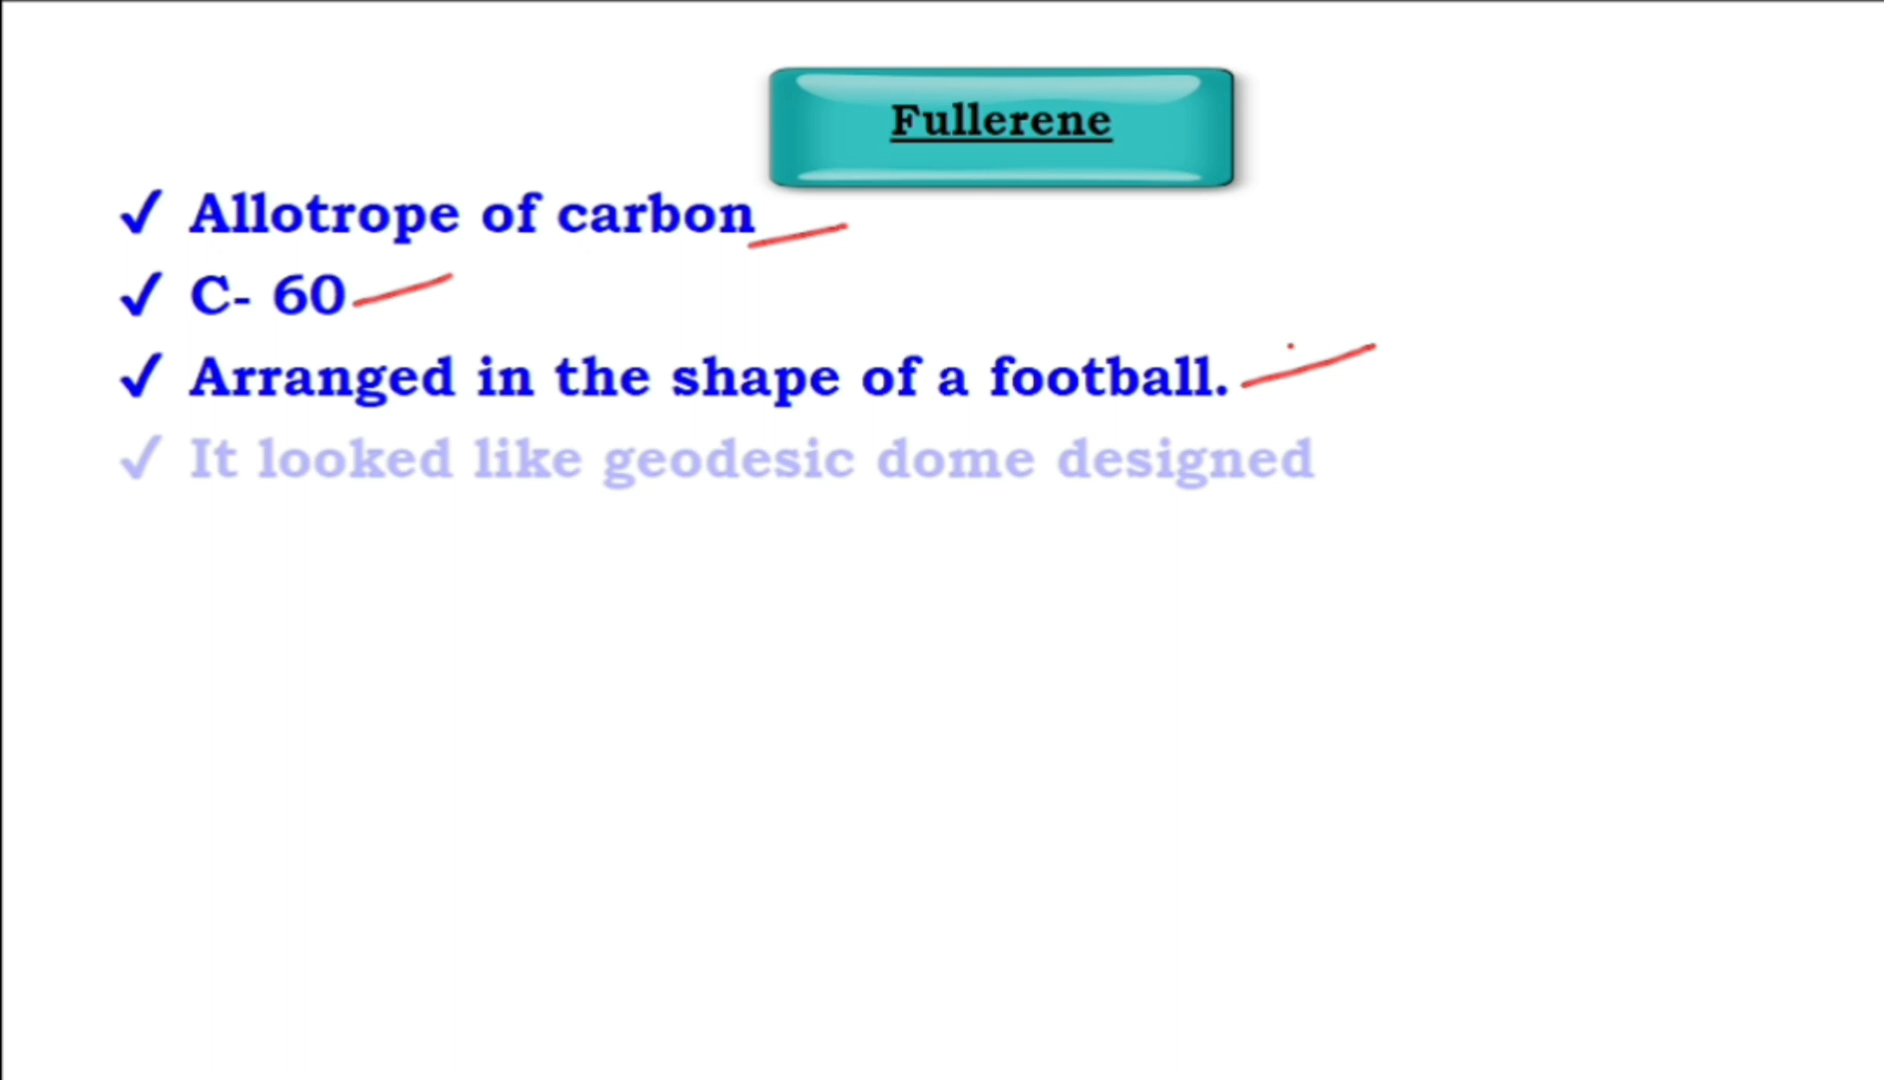 Fullerene
✓ Allotrope of carbon
✓ C- 60
✓ Arranged in the shape of a football.
✓ It looked like geodesic dome designed